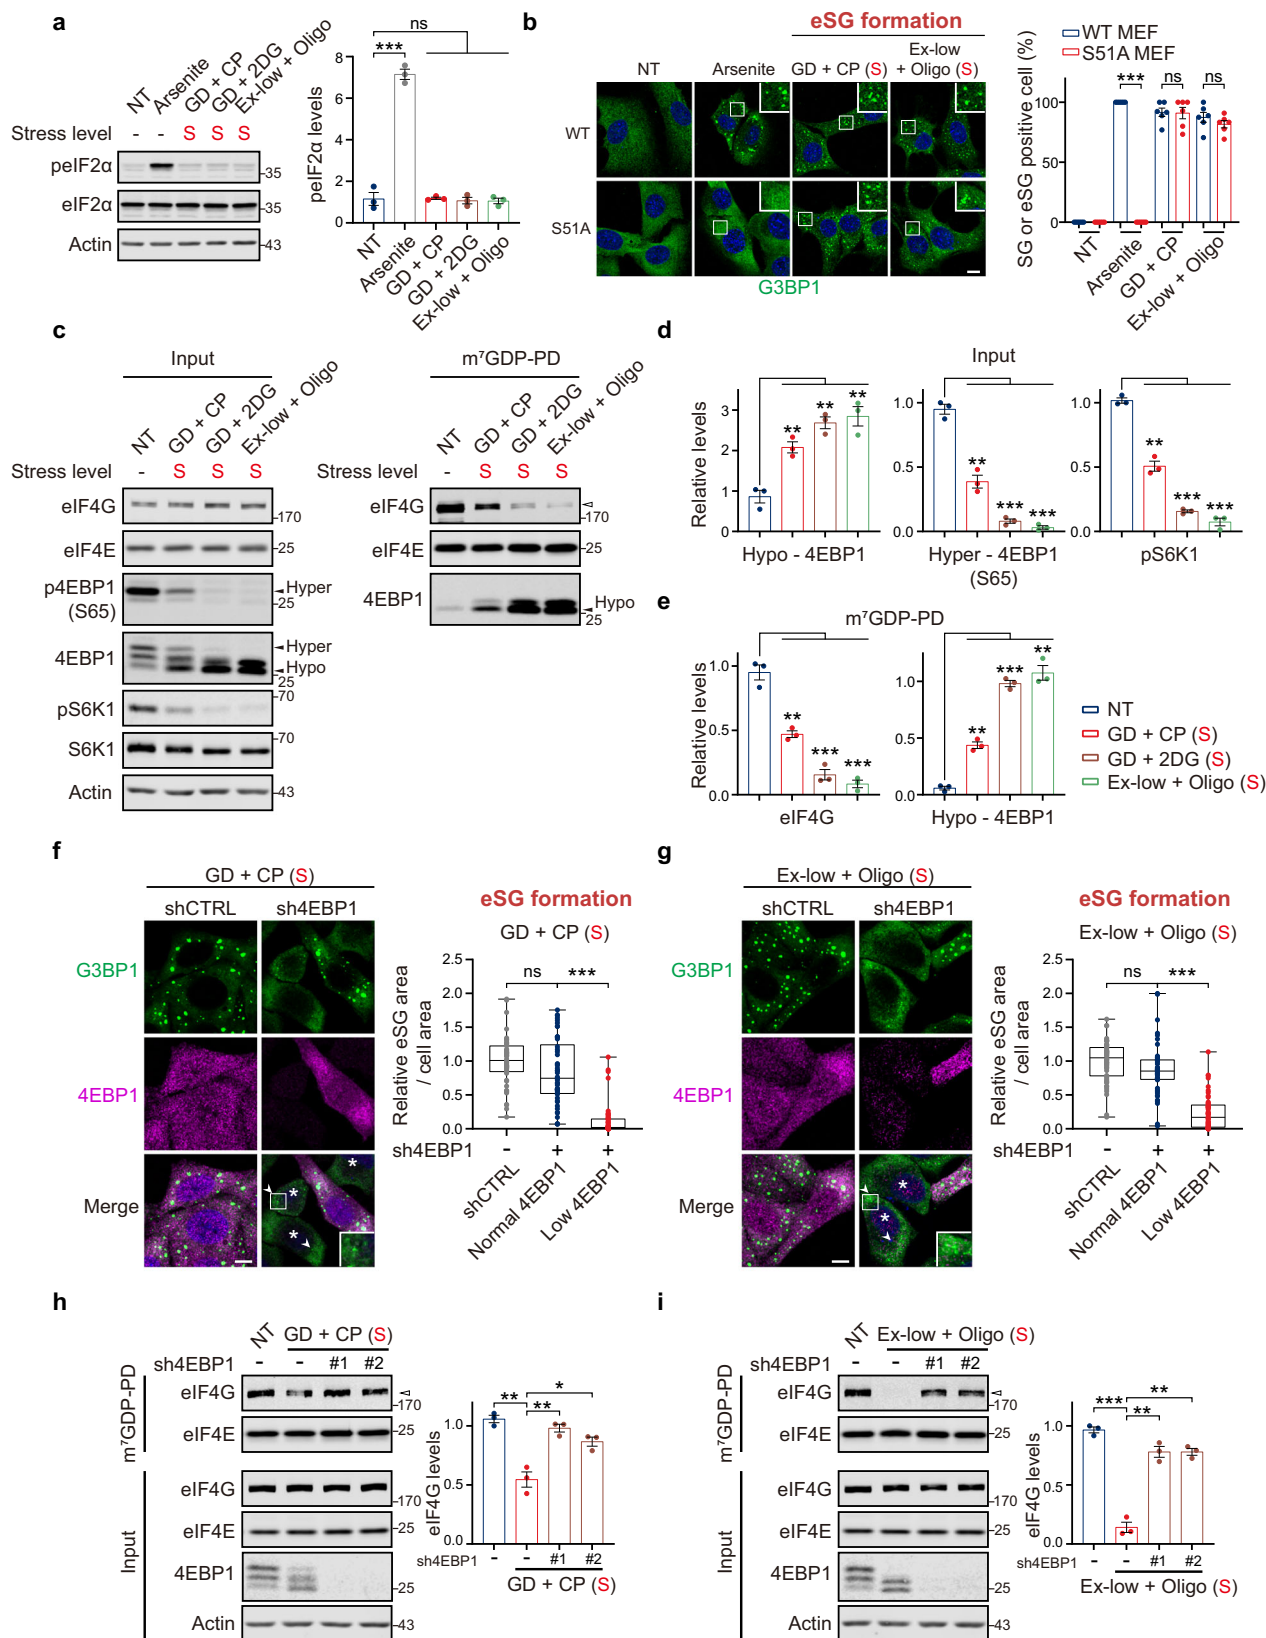 a
NT
Arsenite
GD + CP
GD + 2DG
Ex-low + Oligo
Stress level - - S S S
peIF2α
35
eIF2α
35
Actin
43
ns
***
peIF2α levels
8
6
4
2
0
NT
Arsenite
GD + CP
GD + 2DG
Ex-low + Oligo
b
eSG formation
NT Arsenite GD + CP (S) Ex-low + Oligo (S)
WT
S51A
G3BP1
WT MEF
S51A MEF
SG or eSG positive cell (%)
*** ns ns
100
50
0
NT
Arsenite
GD + CP
Ex-low + Oligo
c
Input
NT
GD + CP
GD + 2DG
Ex-low + Oligo
Stress level - S S S
eIF4G
170
eIF4E
25
p4EBP1 (S65)
Hyper
25
4EBP1
Hyper
Hypo
25
pS6K1
70
S6K1
70
Actin
43
m⁷GDP-PD
NT
GD + CP
GD + 2DG
Ex-low + Oligo
Stress level - S S S
eIF4G
170
eIF4E
25
4EBP1
Hypo
25
d
Input
Relative levels
3
2
1
0
** ** **
Hypo - 4EBP1
1.0
0.5
0.0
** *** ***
Hyper - 4EBP1
(S65)
1.0
0.5
0.0
** *** ***
pS6K1
e
m⁷GDP-PD
Relative levels
1.0
0.5
0.0
** *** ***
eIF4G
1.0
0.5
0.0
** *** **
Hypo - 4EBP1
NT
GD + CP (S)
GD + 2DG (S)
Ex-low + Oligo (S)
f
GD + CP (S)
shCTRL sh4EBP1
G3BP1
4EBP1
Merge
*
*
*
eSG formation
GD + CP (S)
Relative eSG area
/ cell area
2.5
2.0
1.5
1.0
0.5
0.0
ns ***
sh4EBP1 - + +
shCTRL
Normal 4EBP1
Low 4EBP1
g
Ex-low + Oligo (S)
shCTRL sh4EBP1
G3BP1
4EBP1
Merge
*
*
eSG formation
Ex-low + Oligo (S)
Relative eSG area
/ cell area
2.5
2.0
1.5
1.0
0.5
0.0
ns ***
sh4EBP1 - + +
shCTRL
Normal 4EBP1
Low 4EBP1
h
NT GD + CP (S)
sh4EBP1 - - #1 #2
m⁷GDP-PD
eIF4G
170
eIF4E
25
Input
eIF4G
170
eIF4E
25
4EBP1
25
Actin
43
eIF4G levels
1.0
0.5
0.0
*
** **
sh4EBP1 - - #1 #2
GD + CP (S)
i
NT Ex-low + Oligo (S)
sh4EBP1 - - #1 #2
m⁷GDP-PD
eIF4G
170
eIF4E
25
Input
eIF4G
170
eIF4E
25
4EBP1
25
Actin
43
eIF4G levels
1.0
0.5
0.0
**
*** **
sh4EBP1 - - #1 #2
Ex-low + Oligo (S)